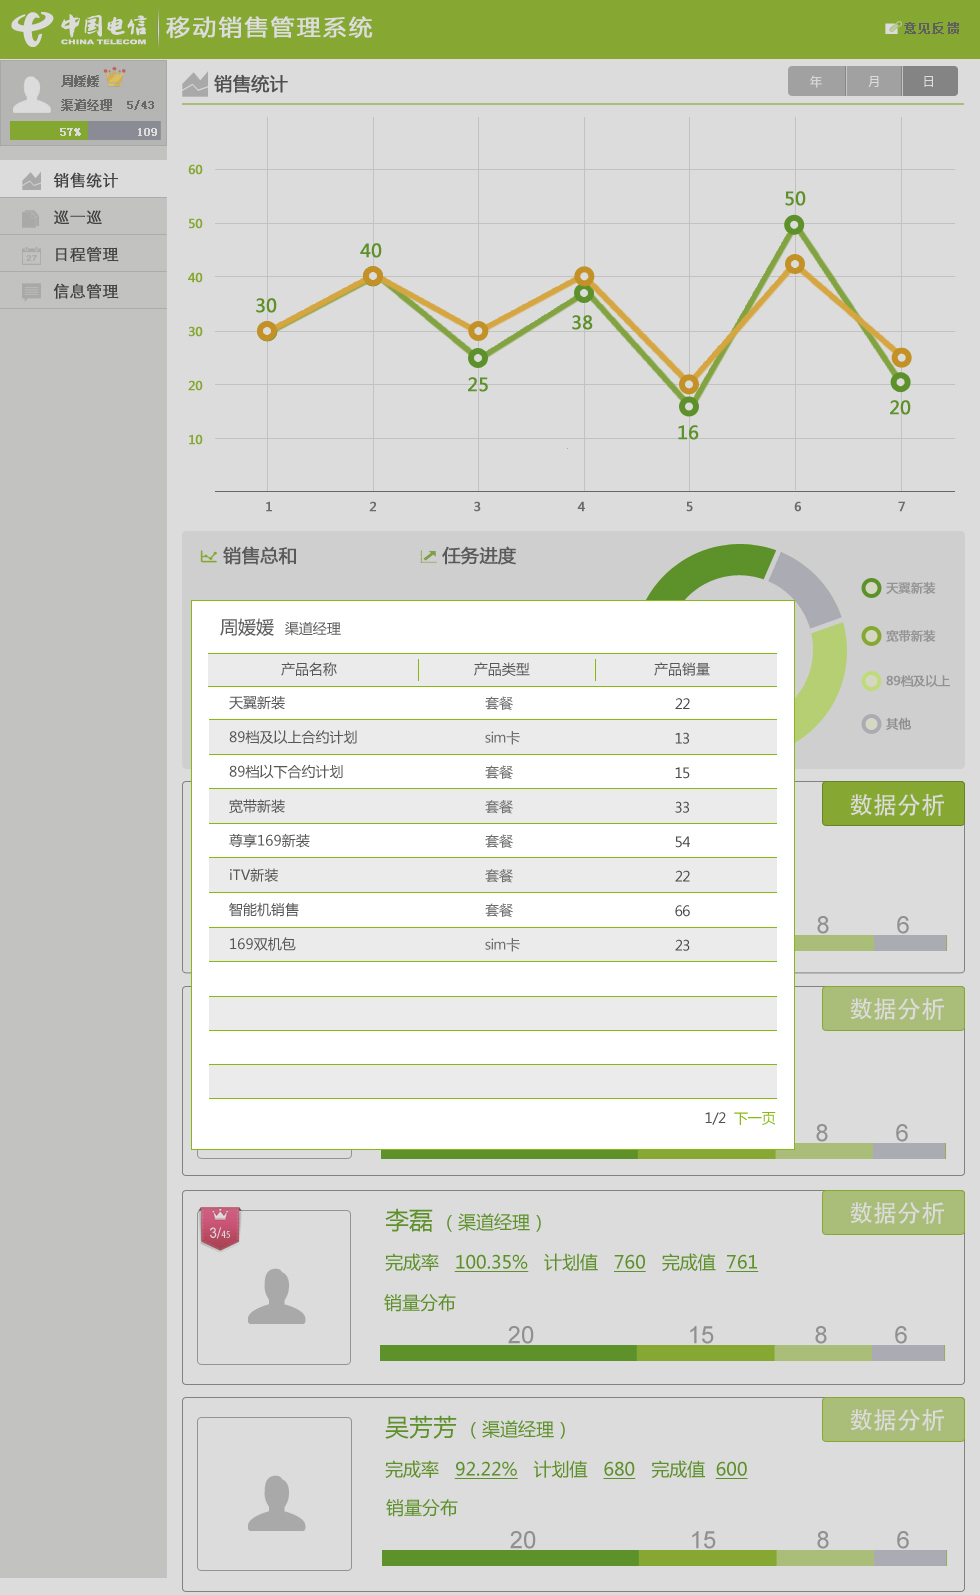 中国电信 CHINA TELECOM 移动销售管理系统 意见反馈
周媛媛
渠道经理 5/43
57% 109
销售统计
巡一巡
27 日程管理
信息管理
销售统计 年 月 日
60
50
40
30
20
10
30 40 25 38 16 50 20
1 2 3 4 5 6 7
销售总和 任务进度
天翼新装
宽带新装
89档及以上
其他
周媛媛 渠道经理
产品名称 产品类型 产品销量
天翼新装 套餐 22
89档及以上合约计划 sim卡 13
89档以下合约计划 套餐 15
宽带新装 套餐 33
尊享169新装 套餐 54
iTV新装 套餐 22
智能机销售 套餐 66
169双机包 sim卡 23
1/2 下一页
数据分析
8 6
数据分析
8 6
3/45
李磊（渠道经理） 数据分析
完成率 100.35% 计划值 760 完成值 761
销量分布
20 15 8 6
吴芳芳（渠道经理） 数据分析
完成率 92.22% 计划值 680 完成值 600
销量分布
20 15 8 6